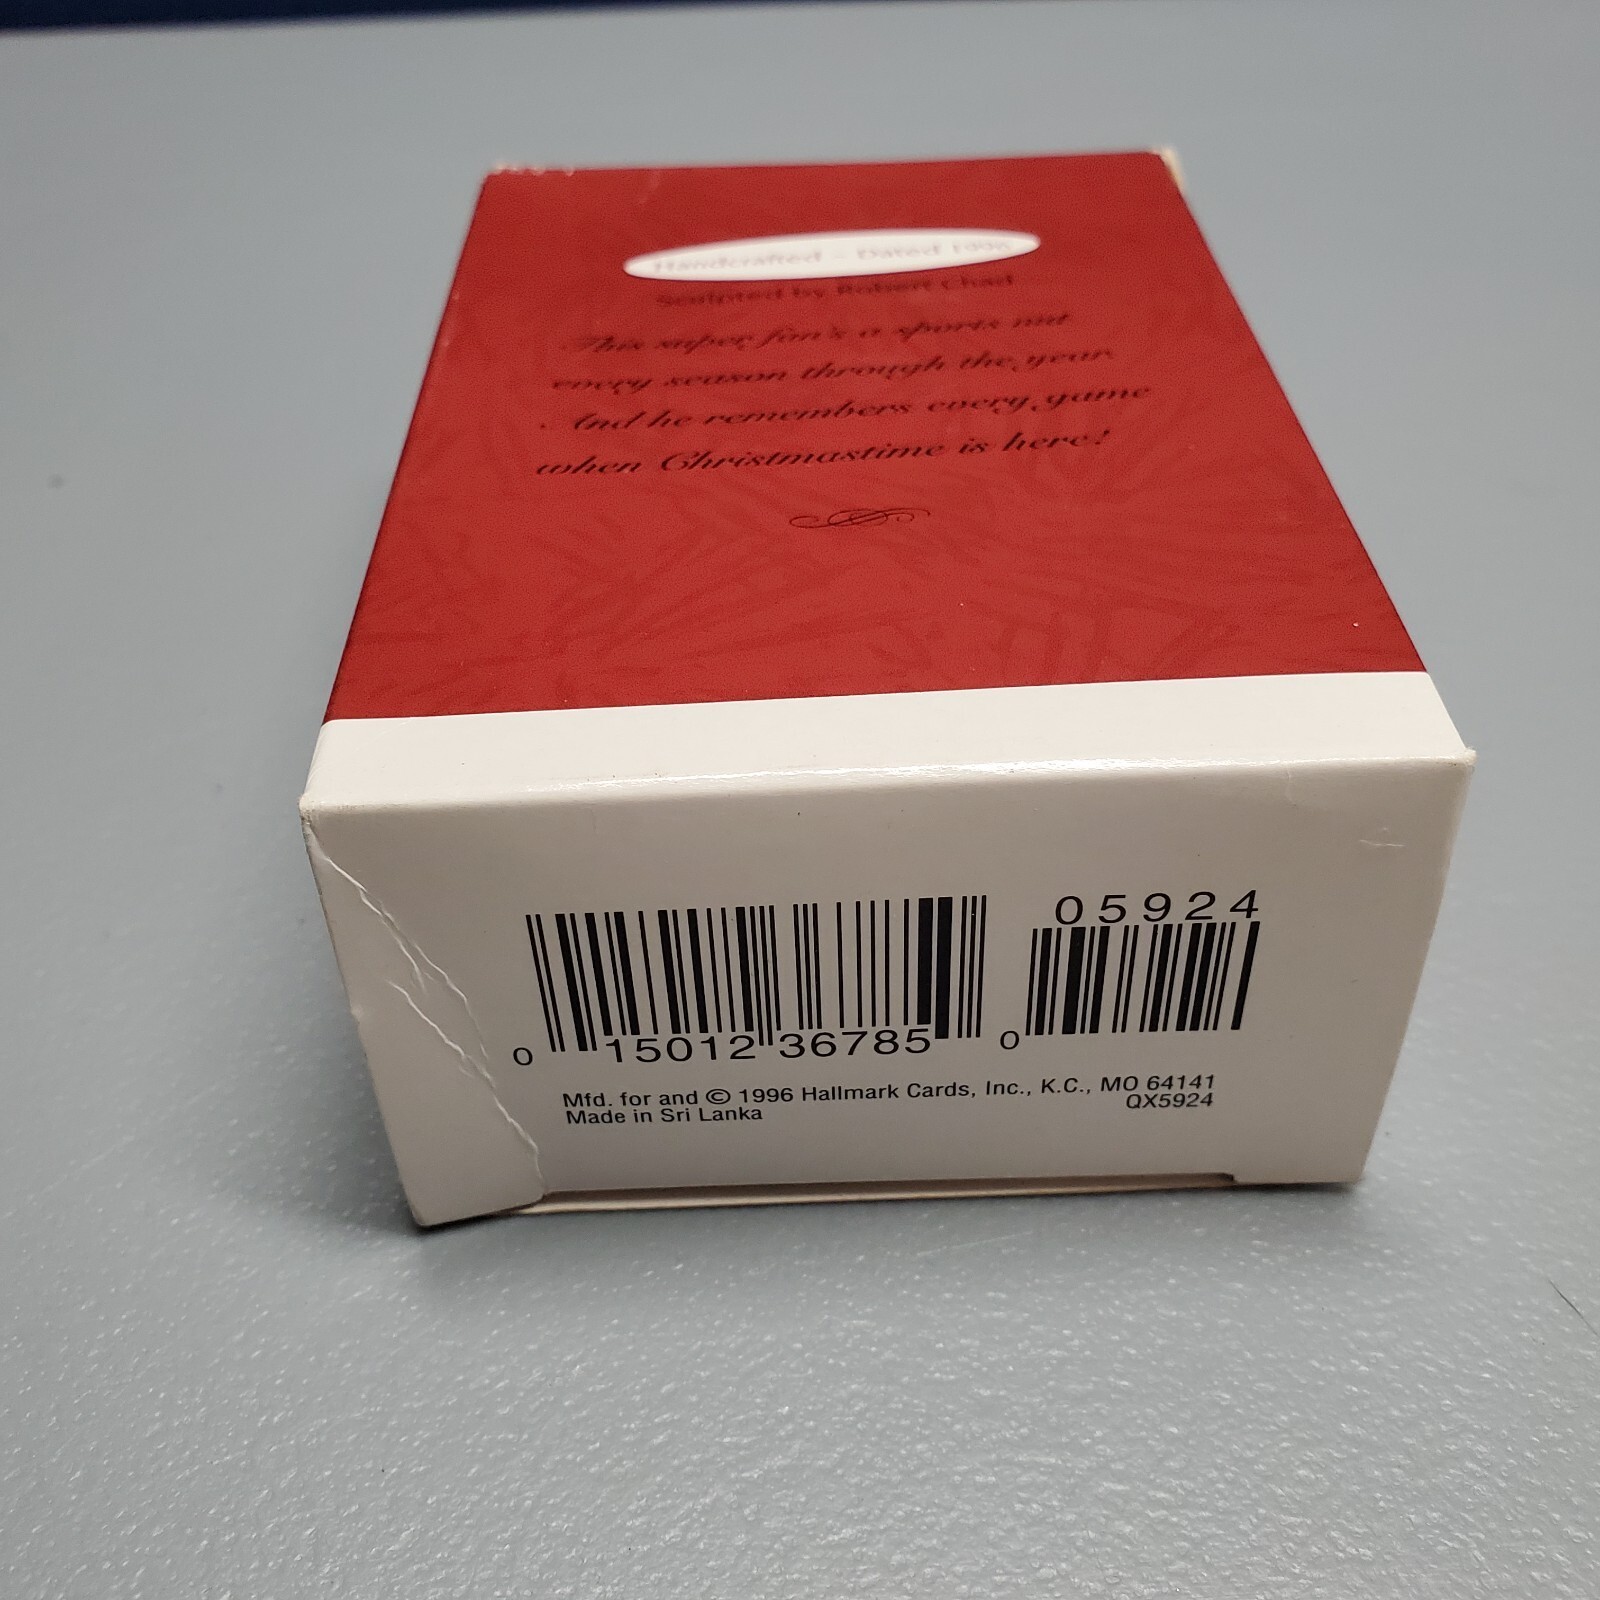 Handcrafted - Dated 1996
Sculpted by Robert Chad
This super fan's a sports nut
every season through the year
And he remembers every game
when Christmastime is here!
05924
0 15012 36785 0
Mfd. for and © 1996 Hallmark Cards, Inc., K.C., MO 64141
Made in Sri Lanka
QX5924